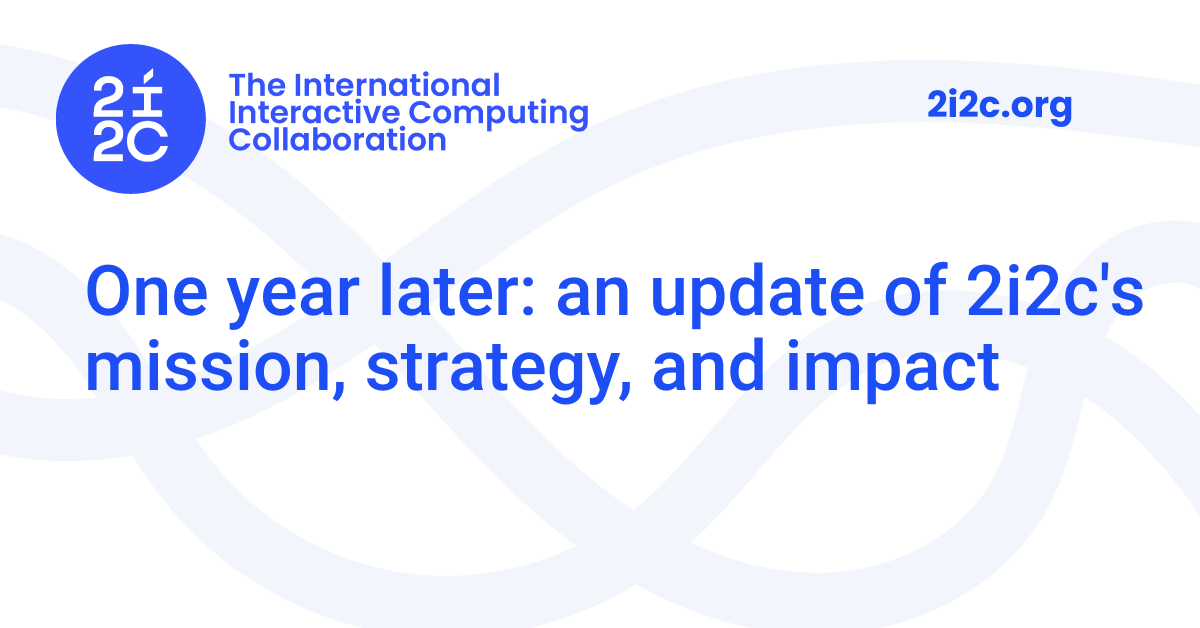 2i
2C
The International
Interactive Computing
Collaboration
2i2c.org
One year later: an update of 2i2c's
mission, strategy, and impact